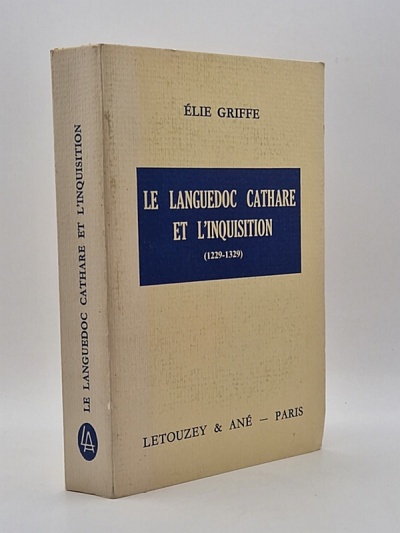 ÉLIE GRIFFE
LE LANGUEDOC CATHARE
ET L'INQUISITION
(1229-1329)
LETOUZEY & ANÉ — PARIS
LE LANGUEDOC CATHARE ET L'INQUISITION
LA